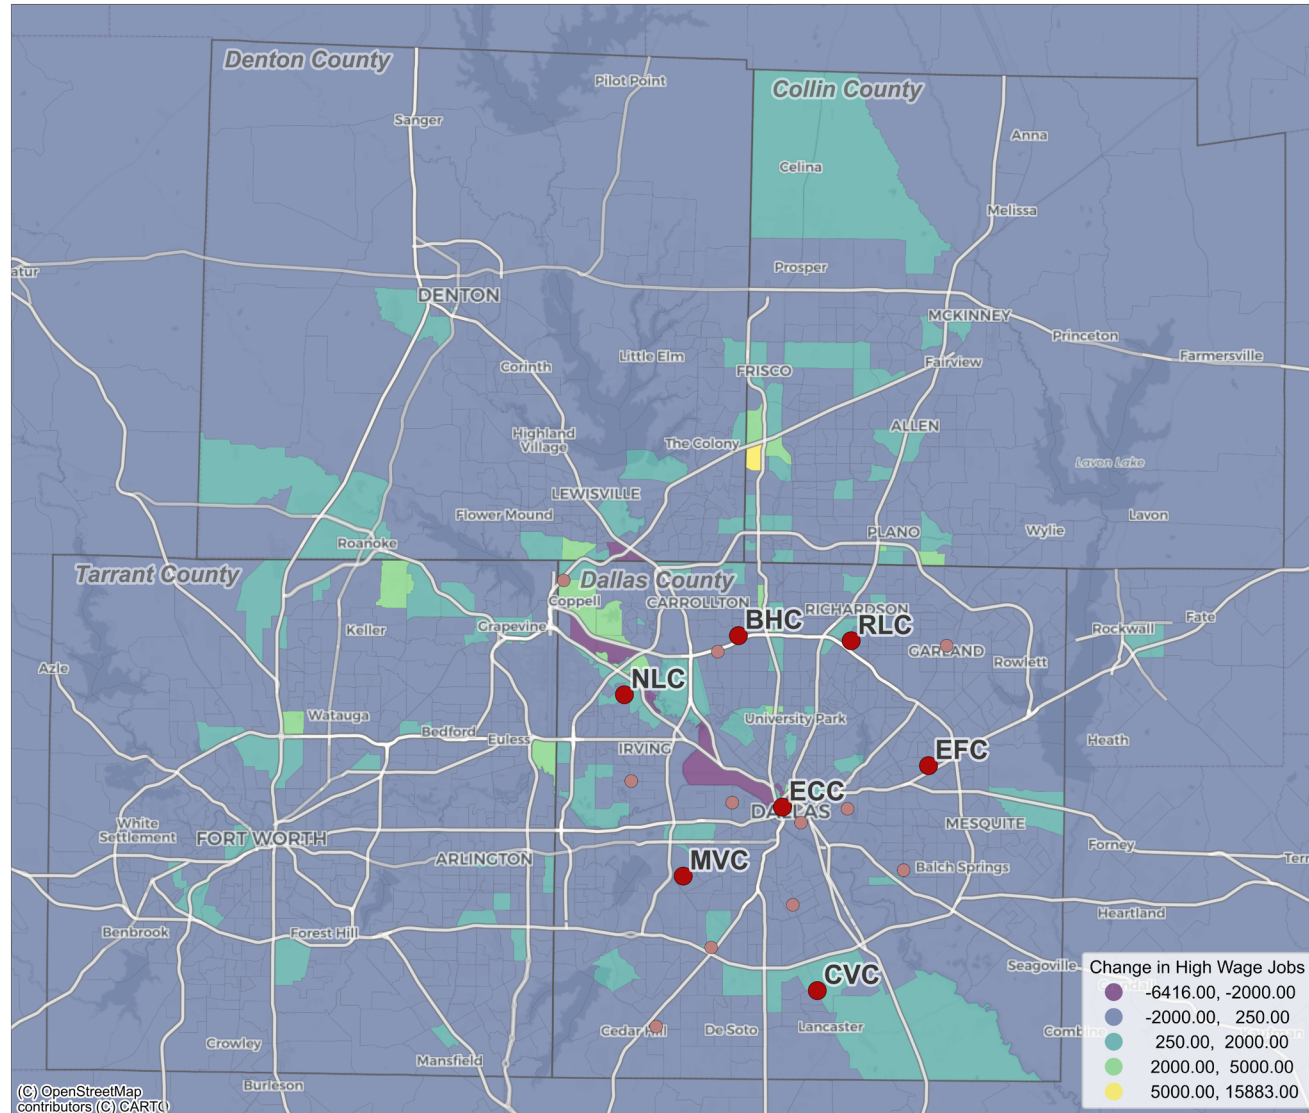 Denton County
Pilot Point
Collin County
Sanger
Anna
Celina
Melissa
Prosper
atur
DENTON
MCKINNEY
Princeton
Little Elm
Farmersville
Corinth
FRISCO
Fairview
Highland
Village
The Colony
ALLEN
Lavon Lake
LEWISVILLE
Flower Mound
Lavon
PLANO
Wylie
Roanoke
Tarrant County
Dallas County
Coppell
CARROLLTON
RICHARDSON
BHC
RLC
Fate
Keller
Grapevine
Rockwall
GARLAND
Rowlett
Azle
NLC
Watauga
University Park
Bedford
Euless
IRVING
Heath
EFC
ECC
DALLAS
White
Settlement
FORT WORTH
MESQUITE
Forney
Terr
ARLINGTON
MVC
Balch Springs
Benbrook
Forest Hill
Heartland
Seagoville
CVC
Cedar Hill
De Soto
Lancaster
Combine
Crowley
Mansfield
Burleson
Change in High Wage Jobs
-6416.00, -2000.00
-2000.00, 250.00
250.00, 2000.00
2000.00, 5000.00
5000.00, 15883.00
(C) OpenStreetMap
contributors (C) CARTO